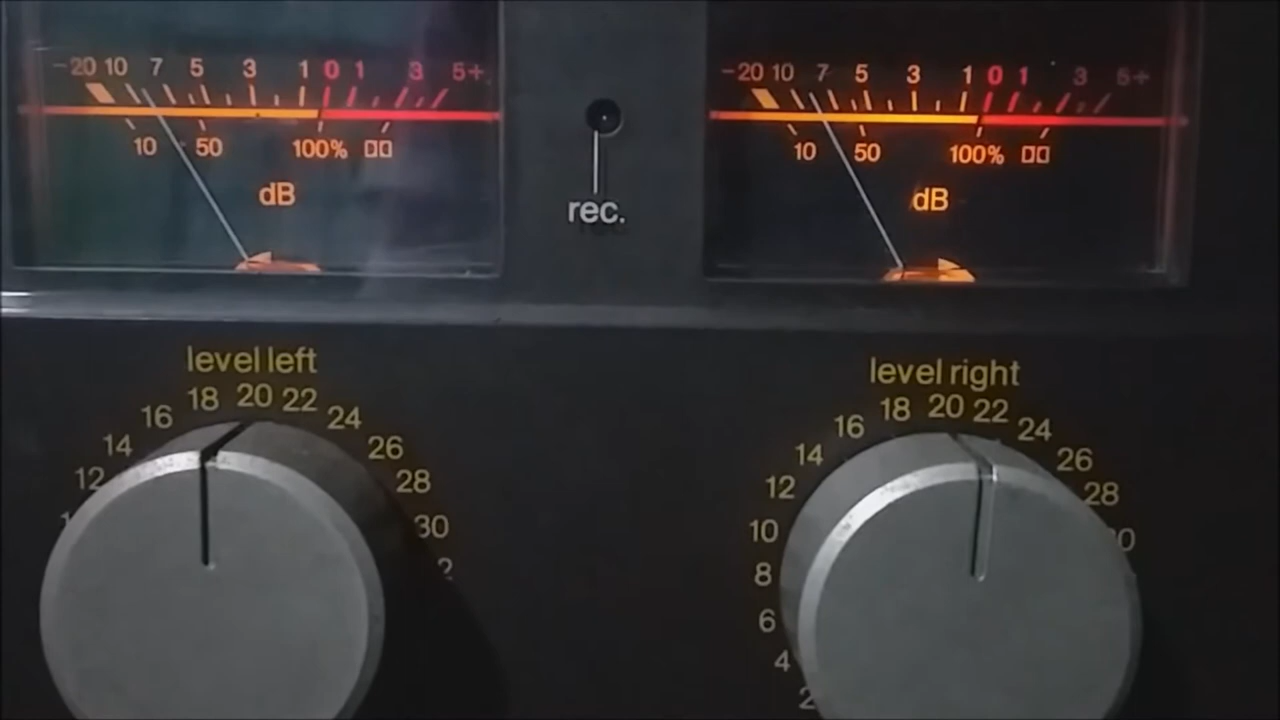 -20 10 7 5 3 1 0 1 3 5+
10 50 100%
dB
-20 10 7 5 3 1 0 1 3 5+
10 50 100%
dB
rec.
level left
12 14 16 18 20 22 24 26 28 30
level right
2 4 6 8 10 12 14 16 18 20 22 24 26 28